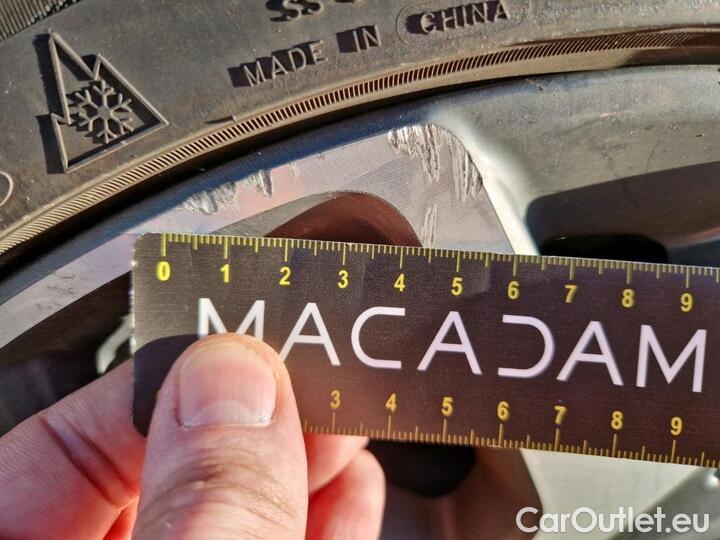 MADE IN CHINA
0 1 2 3 4 5 6 7 8 9
MACADAM
3 4 5 6 7 8 9
CarOutlet.eu